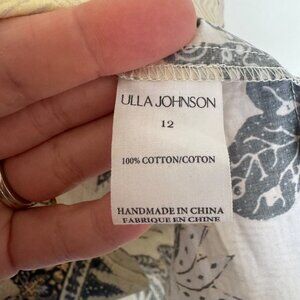 ULLA JOHNSON
12
100% COTTON/COTON
HANDMADE IN CHINA
FABRIQUE EN CHINE